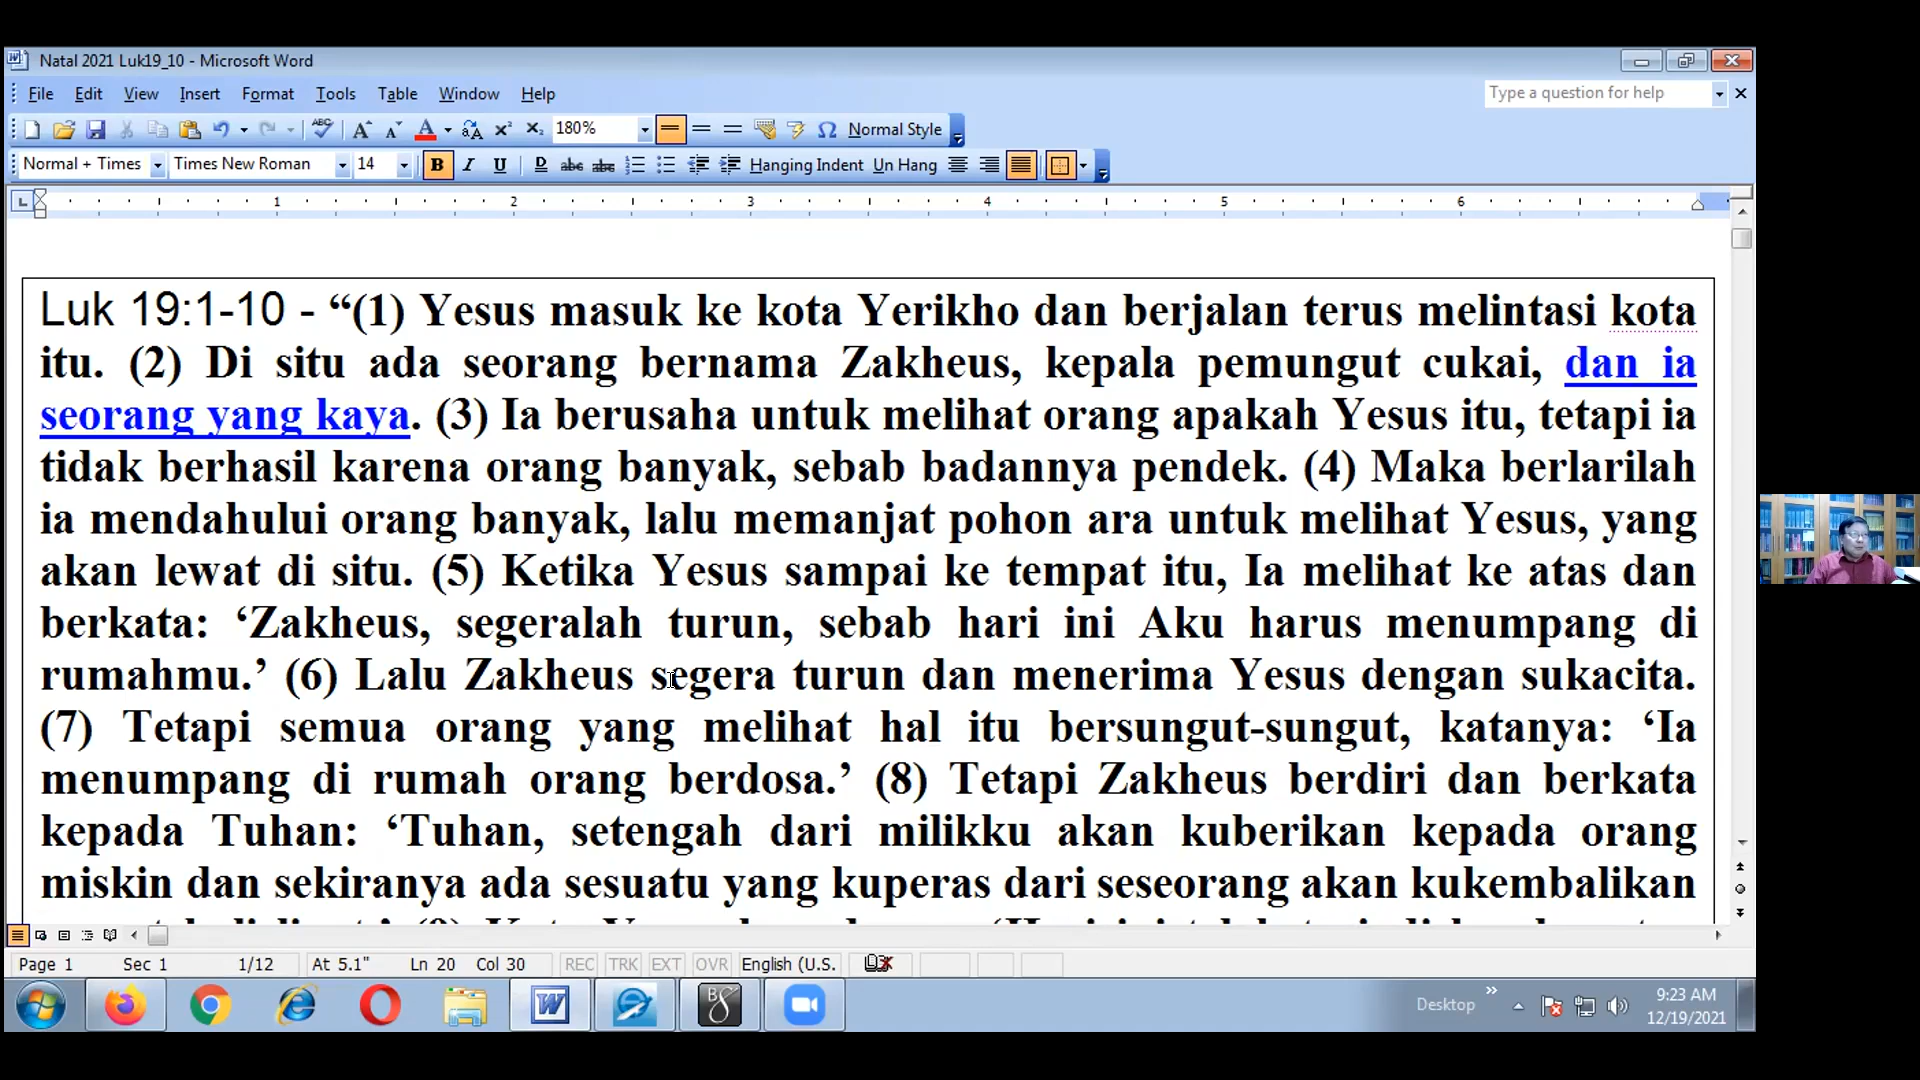 Natal 2021 Luk19_10 - Microsoft Word
File Edit View Insert Format Tools Table Window Help
Type a question for help
180% Normal Style
Normal + Times Times New Roman 14 B I U Hanging Indent Un Hang
1 2 3 4 5 6
Luk 19:1-10 - “(1) Yesus masuk ke kota Yerikho dan berjalan terus melintasi kota
itu. (2) Di situ ada seorang bernama Zakheus, kepala pemungut cukai, dan ia
seorang yang kaya. (3) Ia berusaha untuk melihat orang apakah Yesus itu, tetapi ia
tidak berhasil karena orang banyak, sebab badannya pendek. (4) Maka berlarilah
ia mendahului orang banyak, lalu memanjat pohon ara untuk melihat Yesus, yang
akan lewat di situ. (5) Ketika Yesus sampai ke tempat itu, Ia melihat ke atas dan
berkata: ‘Zakheus, segeralah turun, sebab hari ini Aku harus menumpang di
rumahmu.’ (6) Lalu Zakheus segera turun dan menerima Yesus dengan sukacita.
(7) Tetapi semua orang yang melihat hal itu bersungut-sungut, katanya: ‘Ia
menumpang di rumah orang berdosa.’ (8) Tetapi Zakheus berdiri dan berkata
kepada Tuhan: ‘Tuhan, setengah dari milikku akan kuberikan kepada orang
miskin dan sekiranya ada sesuatu yang kuperas dari seseorang akan kukembalikan
Page 1 Sec 1 1/12 At 5.1" Ln 20 Col 30 REC TRK EXT OVR English (U.S.
Desktop
9:23 AM
12/19/2021